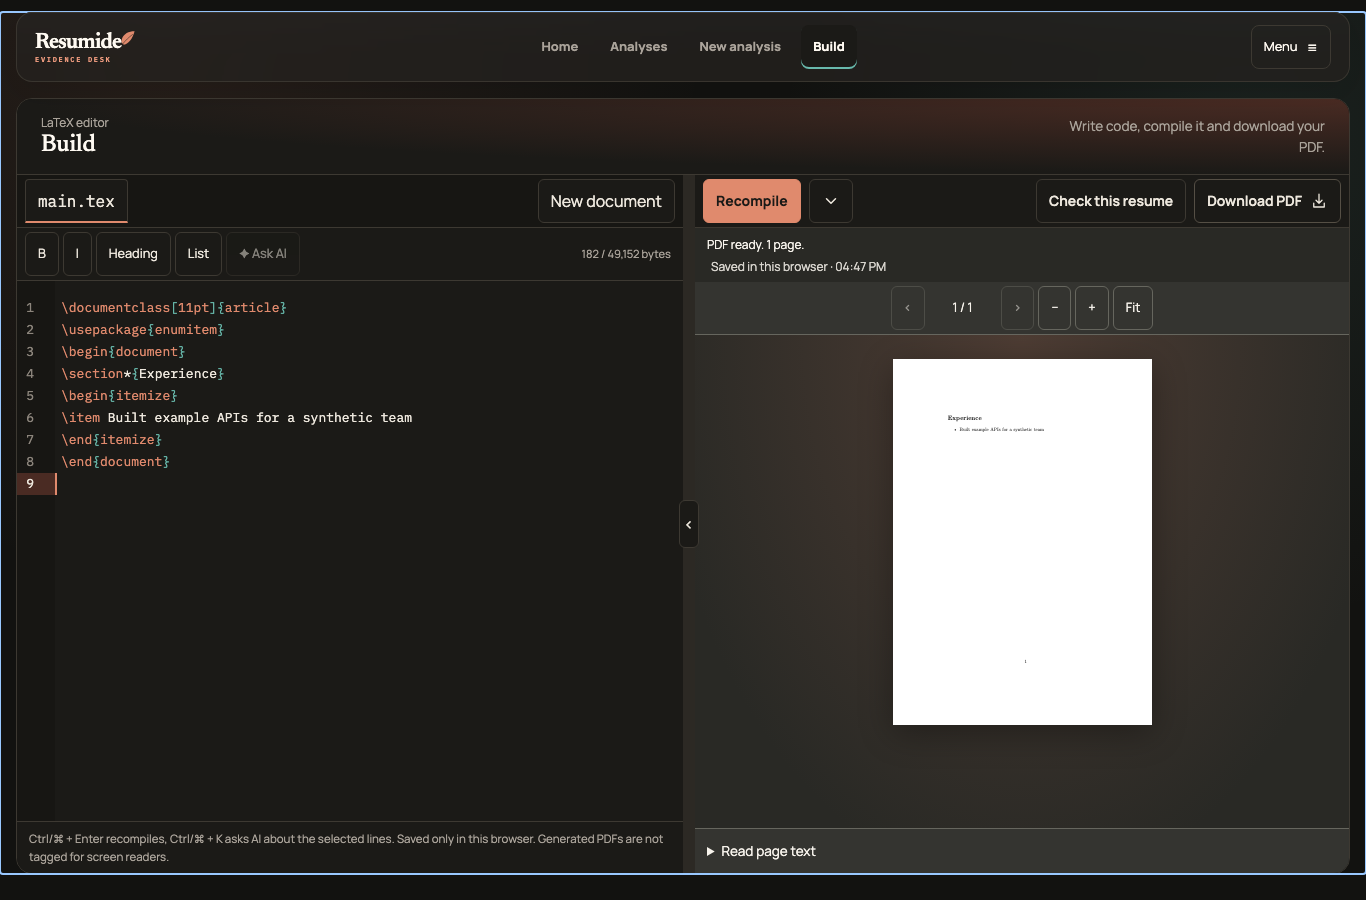 Resumide
EVIDENCE DESK
Home
Analyses
New analysis
Build
Menu
LaTeX editor
Build
Write code, compile it and download your
PDF.
main.tex
New document
Recompile
Check this resume
Download PDF
B
I
Heading
List
Ask AI
182 / 49,152 bytes
PDF ready. 1 page.
Saved in this browser · 04:47 PM
‹
1 / 1
›
−
+
Fit
1 \documentclass[11pt]{article}
2 \usepackage{enumitem}
3 \begin{document}
4 \section*{Experience}
5 \begin{itemize}
6 \item Built example APIs for a synthetic team
7 \end{itemize}
8 \end{document}
9
Experience
• Built example APIs for a synthetic team
1
Ctrl/⌘ + Enter recompiles, Ctrl/⌘ + K asks AI about the selected lines. Saved only in this browser. Generated PDFs are not
tagged for screen readers.
Read page text